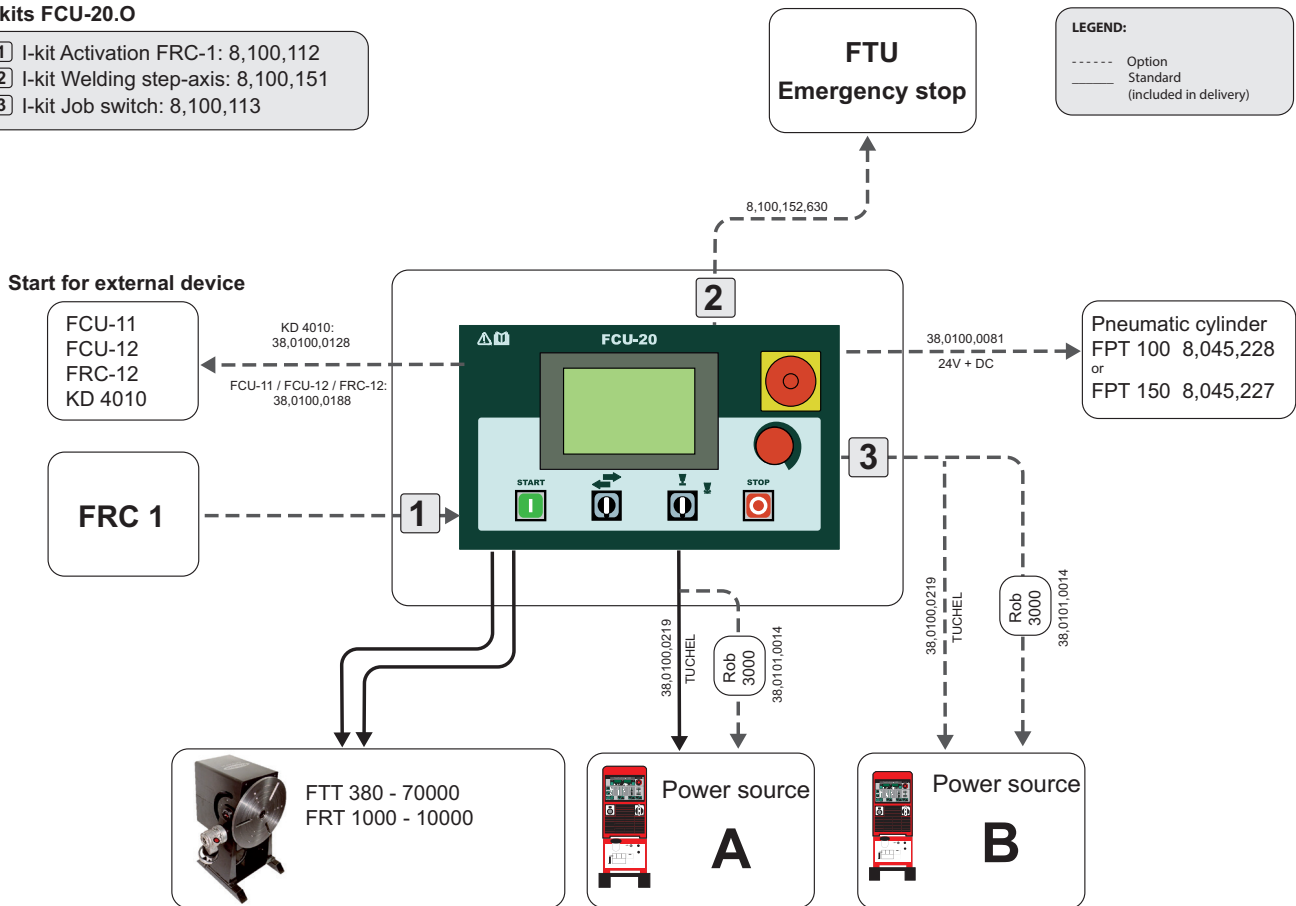 kits FCU-20.O
1 I-kit Activation FRC-1: 8,100,112
2 I-kit Welding step-axis: 8,100,151
3 I-kit Job switch: 8,100,113
FTU
Emergency stop
LEGEND:
Option
Standard
(included in delivery)
8,100,152,630
Start for external device
FCU-11
FCU-12
FRC-12
KD 4010
KD 4010:
38,0100,0128
FCU-11 / FCU-12 / FRC-12:
38,0100,0188
2
FCU-20
START
STOP
38,0100,0081
24V + DC
Pneumatic cylinder
FPT 100 8,045,228
or
FPT 150 8,045,227
3
FRC 1
1
38,0100,0219
TUCHEL
Rob
3000
38,0101,0014
38,0100,0219
TUCHEL
Rob
3000
38,0101,0014
FTT 380 - 70000
FRT 1000 - 10000
Power source
A
Power source
B